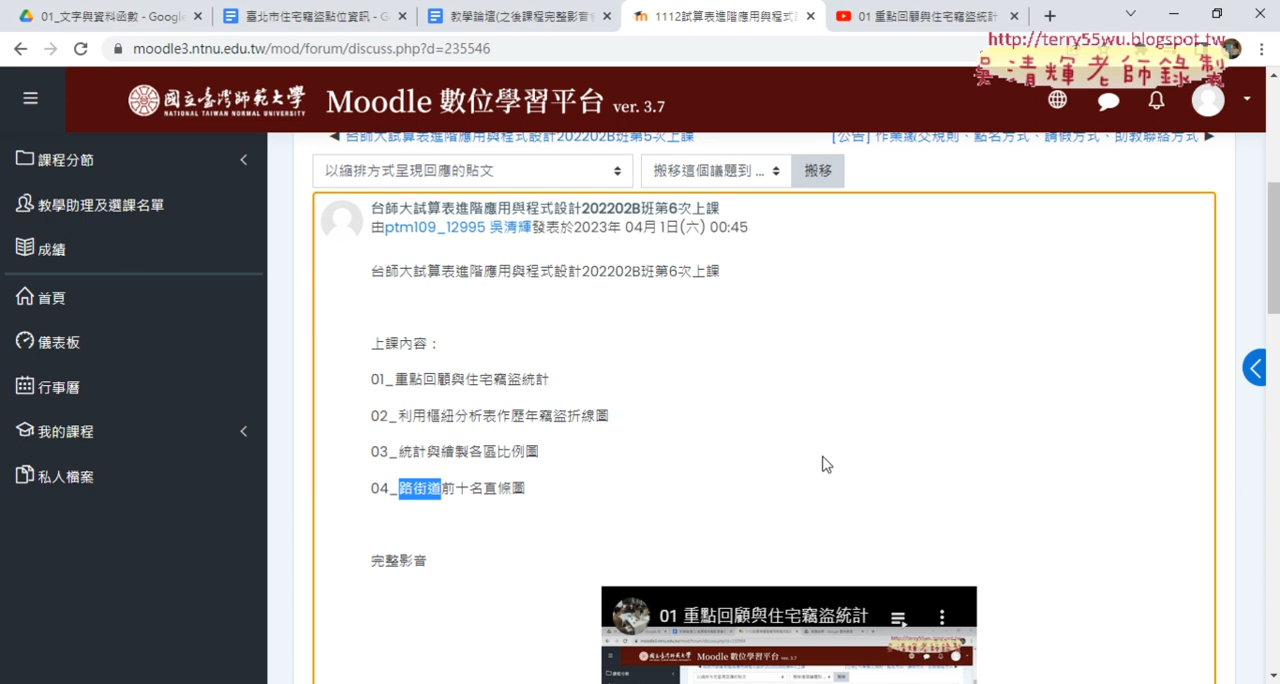 01_文字與資料函數 - Google
臺北市住宅竊盜點位資訊 - G
教學論壇(之後課程完整影音
1112試算表進階應用與程式設
01 重點回顧與住宅竊盜統計
moodle3.ntnu.edu.tw/mod/forum/discuss.php?d=235546
http://terry55wu.blogspot.tw
吳清輝老師錄製
國立臺灣師範大學
NATIONAL TAIWAN NORMAL UNIVERSITY
Moodle 數位學習平台 ver. 3.7
◀ 台師大試算表進階應用與程式設計202202B班第5次上課
[公告] 作業繳交規則、點名方式、請假方式、助教聯絡方式 ▶
課程分節
教學助理及選課名單
成績
首頁
儀表板
行事曆
我的課程
私人檔案
以縮排方式呈現回應的貼文
搬移這個議題到 ...
搬移
台師大試算表進階應用與程式設計202202B班第6次上課
由ptm109_12995 吳清輝發表於2023年 04月 1日(六) 00:45
台師大試算表進階應用與程式設計202202B班第6次上課
上課內容：
01_重點回顧與住宅竊盜統計
02_利用樞紐分析表作歷年竊盜折線圖
03_統計與繪製各區比例圖
04_路街道前十名直條圖
完整影音
01 重點回顧與住宅竊盜統計
Moodle 數位學習平台 ver. 3.7